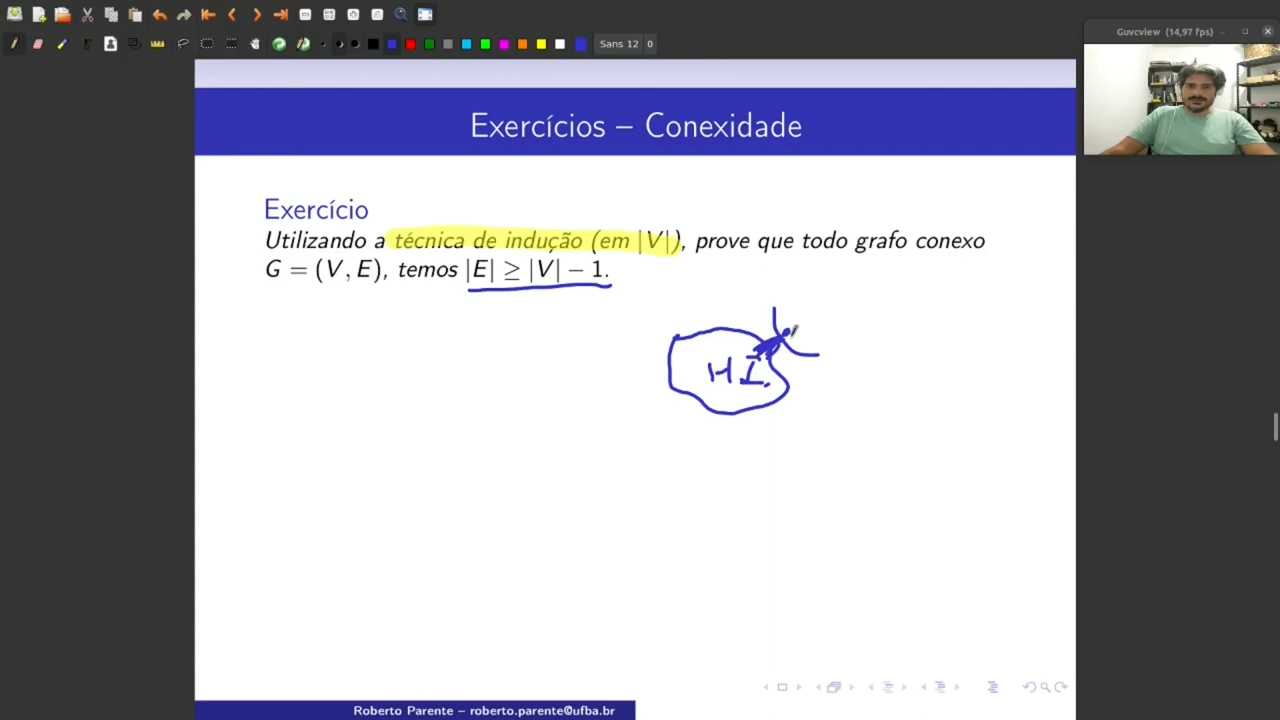 Sans 12
0
Guvcview (14,97 fps)
Exercícios – Conexidade
Exercício
Utilizando a técnica de indução (em |V|), prove que todo grafo conexo
G = (V, E), temos |E| ≥ |V| − 1.
H I.
Roberto Parente – roberto.parente@ufba.br